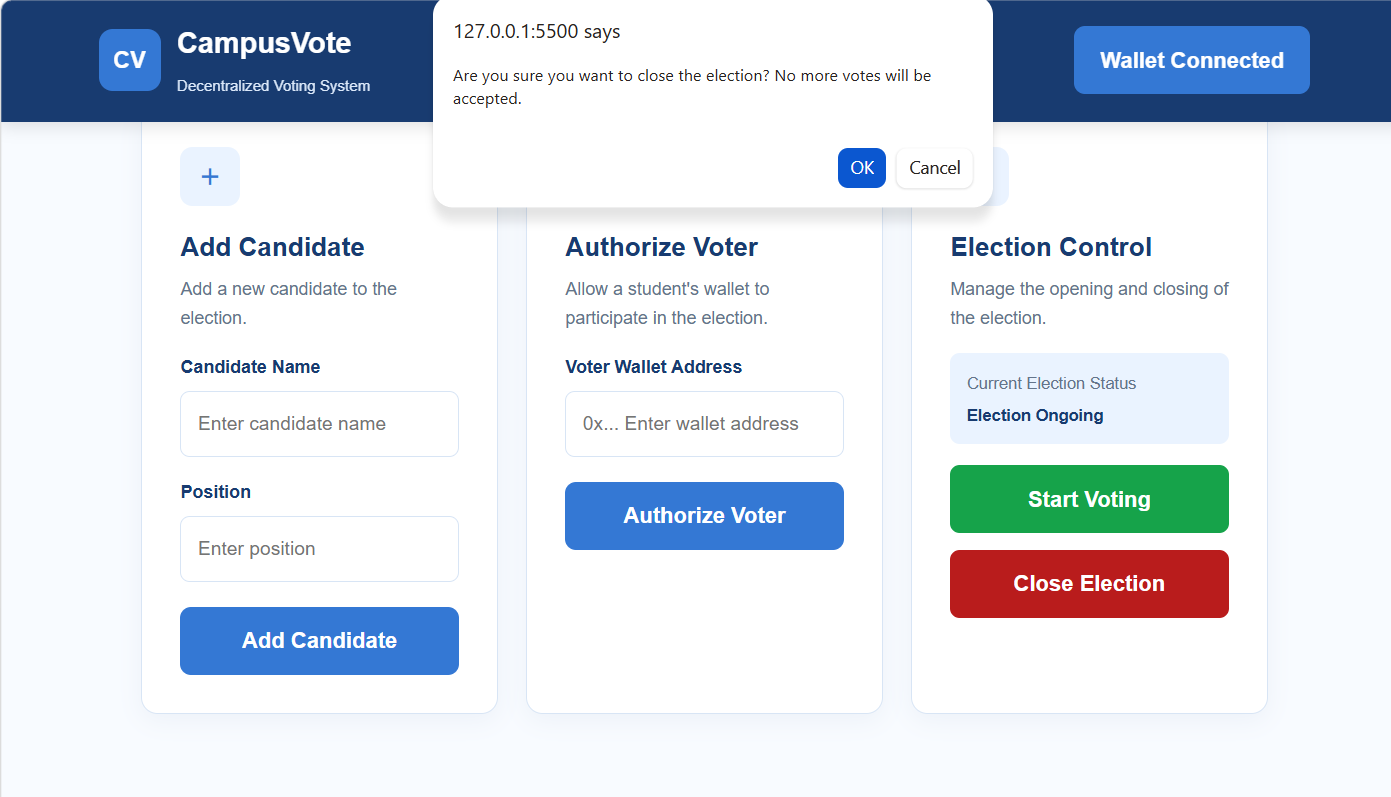 CV
CampusVote
Decentralized Voting System
127.0.0.1:5500 says
Are you sure you want to close the election? No more votes will be
accepted.
OK
Cancel
Wallet Connected
+
Add Candidate
Add a new candidate to the
election.
Candidate Name
Enter candidate name
Position
Enter position
Add Candidate
Authorize Voter
Allow a student's wallet to
participate in the election.
Voter Wallet Address
0x... Enter wallet address
Authorize Voter
Election Control
Manage the opening and closing of
the election.
Current Election Status
Election Ongoing
Start Voting
Close Election